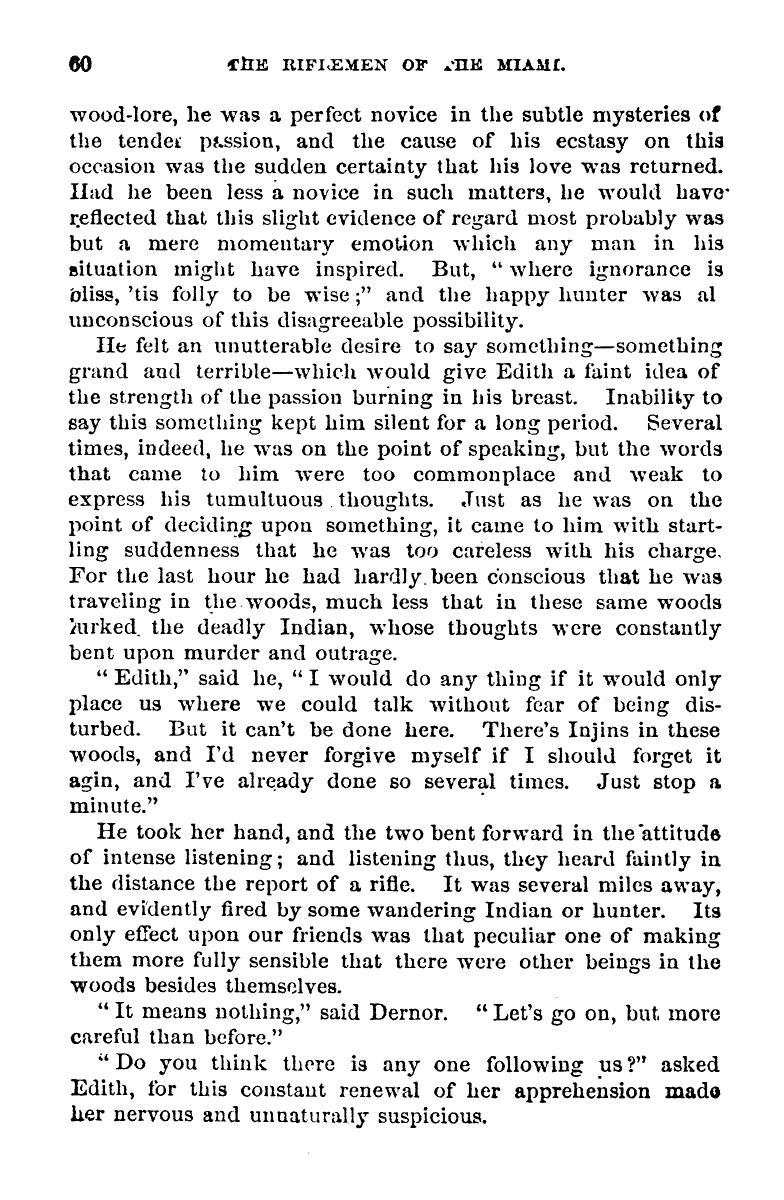 60 THE RIFLEMEN OF THE MIAMI.
wood-lore, he was a perfect novice in the subtle mysteries of
the tender passion, and the cause of his ecstasy on this
occasion was the sudden certainty that his love was returned.
Had he been less a novice in such matters, he would have
reflected that this slight evidence of regard most probably was
but a mere momentary emotion which any man in his
situation might have inspired. But, "where ignorance is
bliss, 'tis folly to be wise;" and the happy hunter was al
unconscious of this disagreeable possibility.
He felt an unutterable desire to say something—something
grand and terrible—which would give Edith a faint idea of
the strength of the passion burning in his breast. Inability to
say this something kept him silent for a long period. Several
times, indeed, he was on the point of speaking, but the words
that came to him were too commonplace and weak to
express his tumultuous thoughts. Just as he was on the
point of deciding upon something, it came to him with start-
ling suddenness that he was too careless with his charge.
For the last hour he had hardly been conscious that he was
traveling in the woods, much less that in these same woods
lurked the deadly Indian, whose thoughts were constantly
bent upon murder and outrage.
"Edith," said he, "I would do any thing if it would only
place us where we could talk without fear of being dis-
turbed. But it can't be done here. There's Injins in these
woods, and I'd never forgive myself if I should forget it
agin, and I've already done so several times. Just stop a
minute."
He took her hand, and the two bent forward in the attitude
of intense listening; and listening thus, they heard faintly in
the distance the report of a rifle. It was several miles away,
and evidently fired by some wandering Indian or hunter. Its
only effect upon our friends was that peculiar one of making
them more fully sensible that there were other beings in the
woods besides themselves.
"It means nothing," said Dernor. "Let's go on, but more
careful than before."
"Do you think there is any one following us?" asked
Edith, for this constant renewal of her apprehension made
her nervous and unnaturally suspicious.